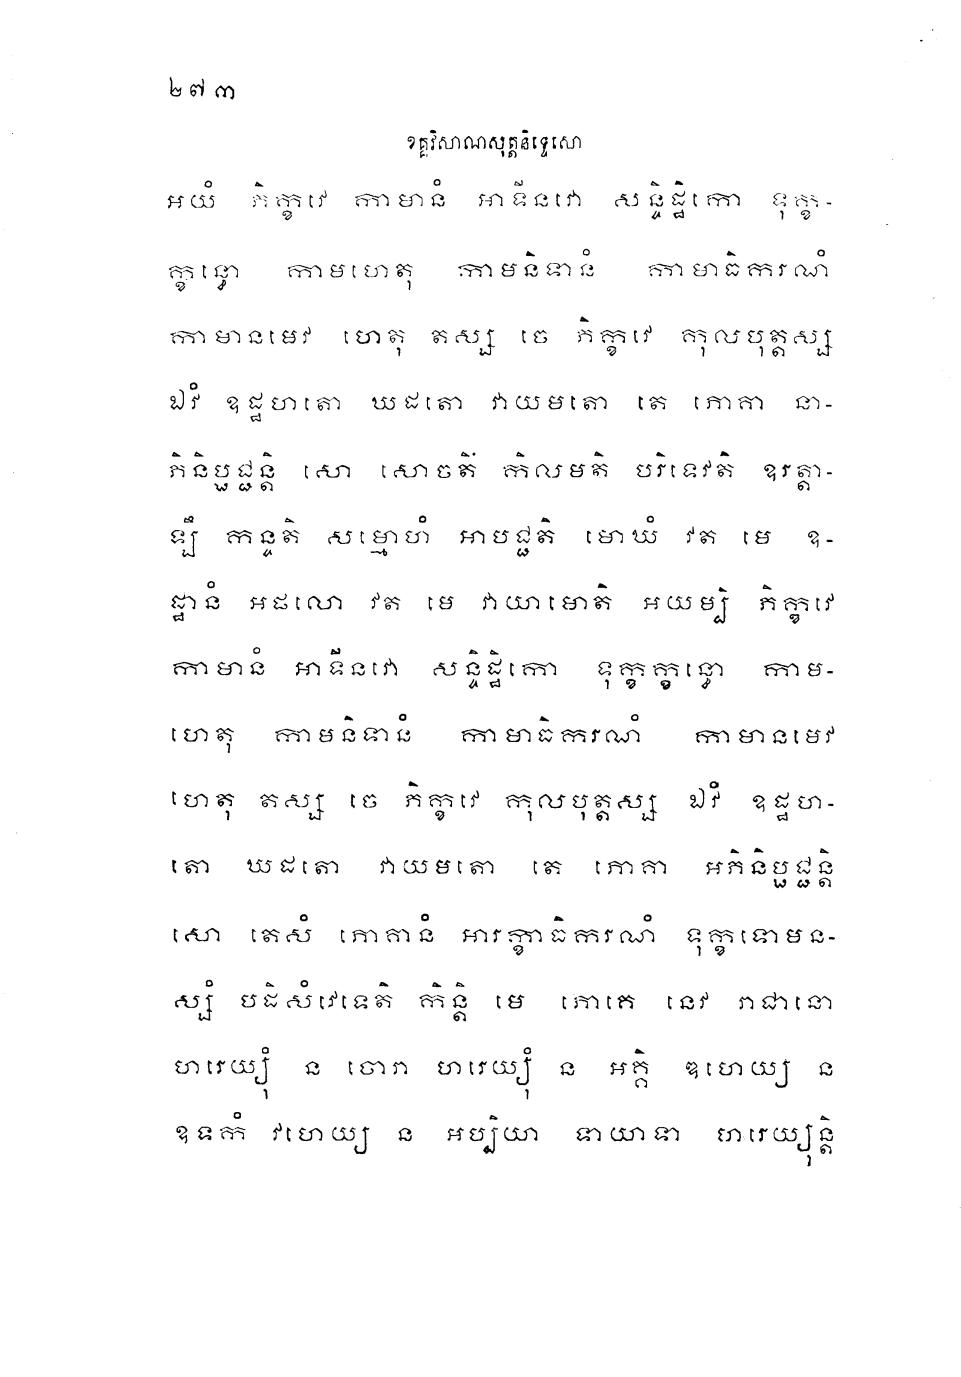 ២៧៣
ខគ្គវិសាណសុត្តនិទ្ទេសោ
អយំ ភិក្ខវេ កាមានំ អាទីនវោ សន្ទិដ្ឋិកោ ទុក្ខ-
ក្ខន្ធោ កាមហេតុ កាមនិទានំ កាមាធិករណំ
កាមានមេវ ហេតុ តស្ស ចេ ភិក្ខវេ កុលបុត្តស្ស
ឯវំ ឧដ្ឋហតោ ឃដតោ វាយមតោ តេ ភោគា នា-
ភិនិប្ផជ្ជន្តិ សោ សោចតិ កិលមតិ បរិទេវតិ ឧរត្តា-
ឡឹ កន្ទតិ សម្មោហំ អាបជ្ជតិ មោឃំ វត មេ ឧ-
ដ្ឋានំ អផលោ វត មេ វាយាមោតិ អយម្បិ ភិក្ខវេ
កាមានំ អាទីនវោ សន្ទិដ្ឋិកោ ទុក្ខក្ខន្ធោ កាម-
ហេតុ កាមនិទានំ កាមាធិករណំ កាមានមេវ
ហេតុ តស្ស ចេ ភិក្ខវេ កុលបុត្តស្ស ឯវំ ឧដ្ឋហ-
តោ ឃដតោ វាយមតោ តេ ភោគា អភិនិប្ផជ្ជន្តិ
សោ តេសំ ភោគានំ អារក្ខាធិករណំ ទុក្ខទោមន-
ស្សំ បដិសំវេទេតិ កិន្តិ មេ ភោគេ នេវ រាជានោ
ហរេយ្យុំ ន ចោរា ហរេយ្យុំ ន អគ្គិ ឌហេយ្យ ន
ឧទកំ វហេយ្យ ន អប្បិយា ទាយាទា ហរេយ្យុន្តិ